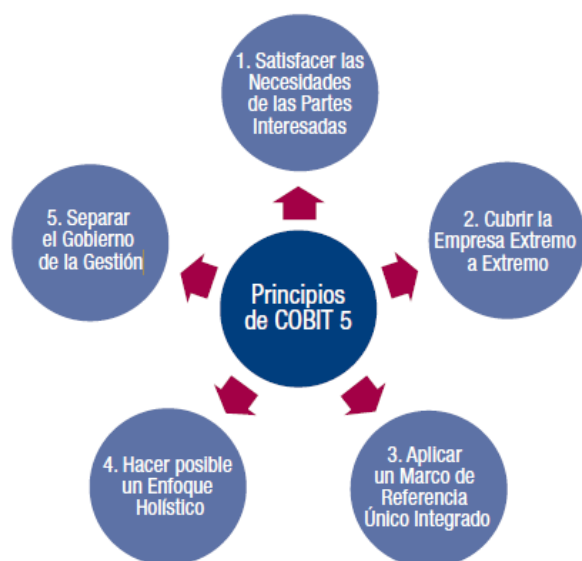 1. Satisfacer las
Necesidades
de las Partes
Interesadas
2. Cubrir la
Empresa Extremo
a Extremo
3. Aplicar
un Marco de
Referencia
Único Integrado
4. Hacer posible
un Enfoque
Holístico
5. Separar
el Gobierno
de la Gestión
Principios
de COBIT 5